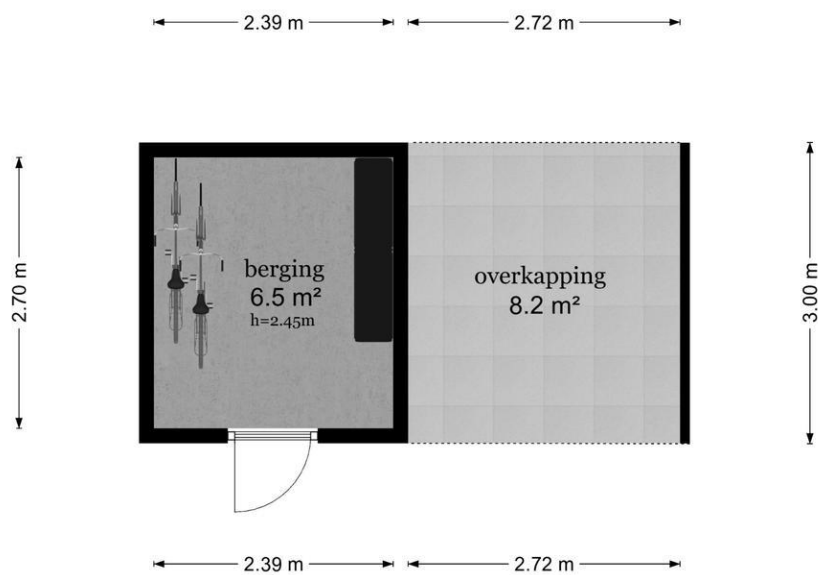 2.39 m
2.72 m
2.70 m
berging
6.5 m²
h=2.45m
overkapping
8.2 m²
3.00 m
2.39 m
2.72 m